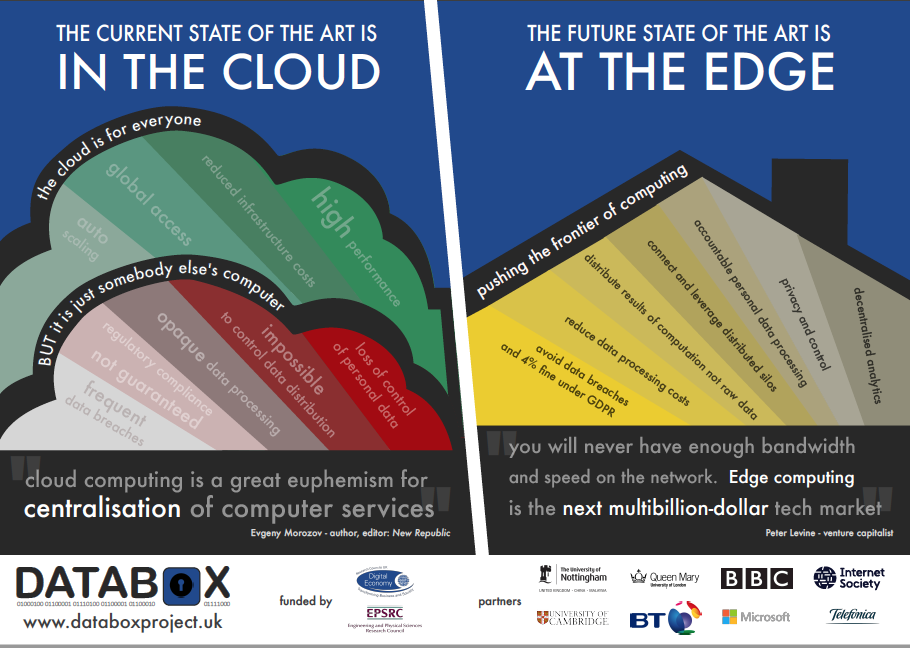 THE CURRENT STATE OF THE ART IS
IN THE CLOUD
the cloud is for everyone
auto
scaling
global access
reduced infrastructure costs
high performance
BUT it is just somebody else's computer
frequent
data breaches
not guaranteed
regulatory compliance
opaque data processing
impossible
to control data distribution
loss of control
of personal data
"cloud computing is a great euphemism for
centralisation of computer services"
Evgeny Morozov - author, editor: New Republic
THE FUTURE STATE OF THE ART IS
AT THE EDGE
pushing the frontier of computing
avoid data breaches
and 4% fine under GDPR
reduce data processing costs
distribute results of computation not raw data
connect and leverage distributed silos
accountable personal data processing
privacy and control
decentralised analytics
"you will never have enough bandwidth
and speed on the network. Edge computing
is the next multibillion-dollar tech market"
Peter Levine - venture capitalist
DATABOX
01000100 01100001 01110100 01100001 01100010 01111000
www.databoxproject.uk
funded by
Digital
Economy
EPSRC
Engineering and Physical Sciences
Research Council
partners
The University of
Nottingham
UNITED KINGDOM · CHINA · MALAYSIA
Queen Mary
University of London
BBC
Internet
Society
UNIVERSITY OF
CAMBRIDGE
BT
Microsoft
Telefónica